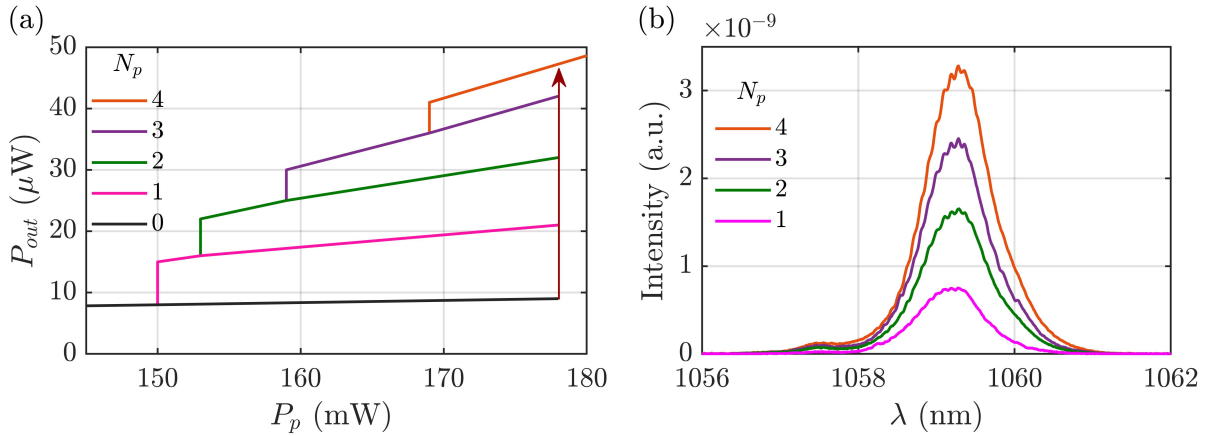 (a)
50
40
30
20
10
0
P_out (μW)
N_p
4
3
2
1
0
150 160 170 180
P_p (mW)
(b)
×10⁻⁹
3
2
1
0
Intensity (a.u.)
N_p
4
3
2
1
1056 1058 1060 1062
λ (nm)